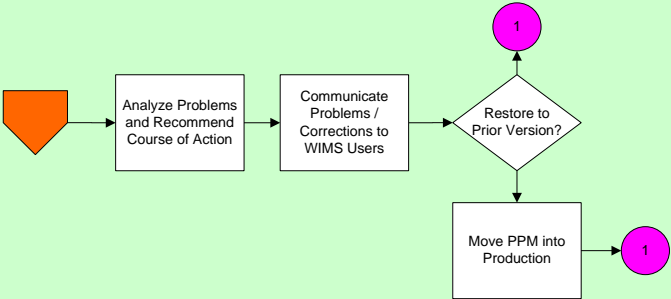 1
Analyze Problems
and Recommend
Course of Action
Communicate
Problems /
Corrections to
WIMS Users
Restore to
Prior Version?
Move PPM into
Production
1